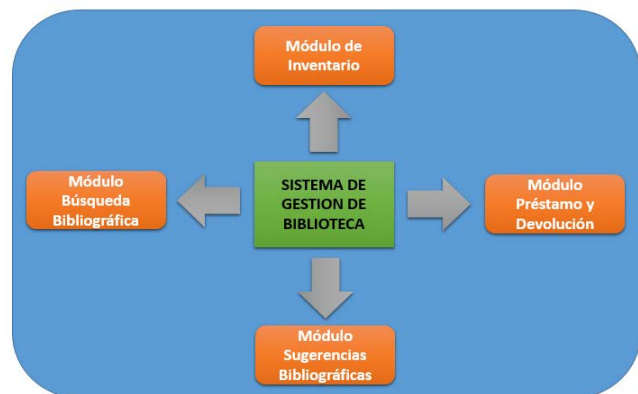 Módulo de
Inventario
Módulo
Búsqueda
Bibliográfica
SISTEMA DE
GESTION DE
BIBLIOTECA
Módulo
Préstamo y
Devolución
Módulo
Sugerencias
Bibliográficas